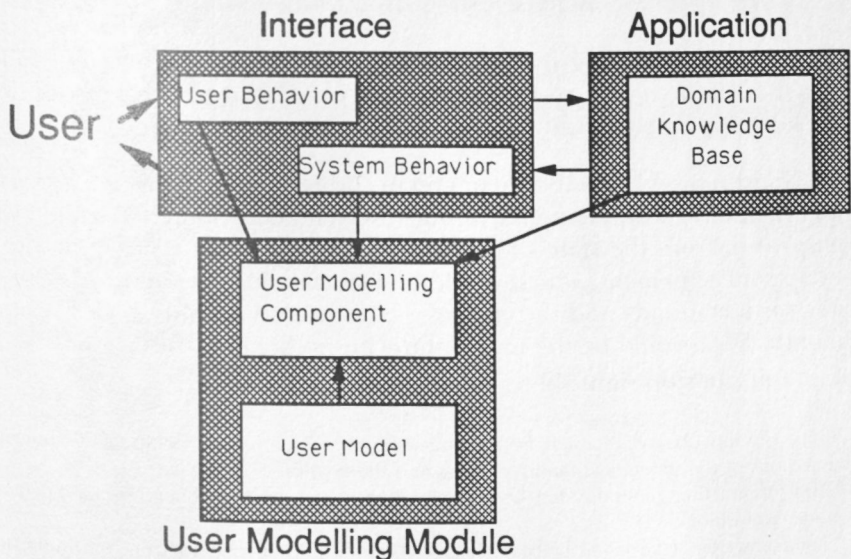 Interface
Application
User
User Behavior
System Behavior
Domain
Knowledge
Base
User Modelling
Component
User Model
User Modelling Module